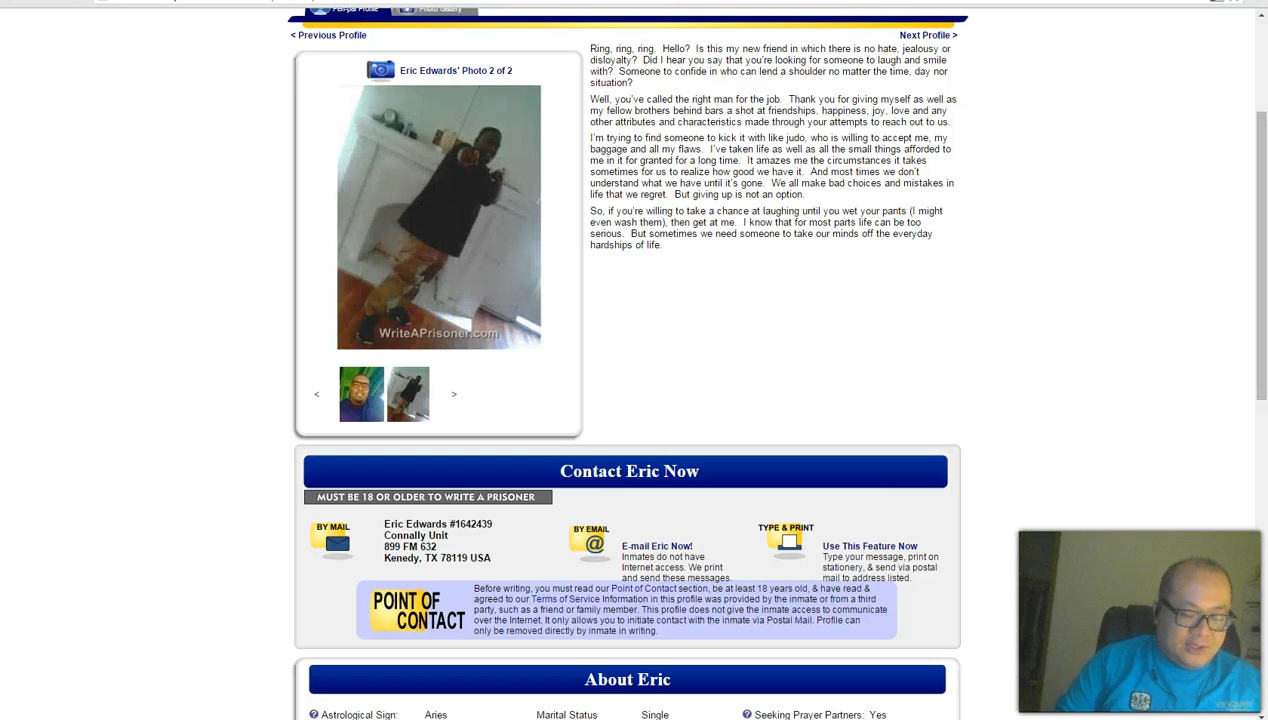 Pen-pal Profile
Photo Gallery
< Previous Profile
Next Profile >
Eric Edwards' Photo 2 of 2
WriteAPrisoner.com
<
>
Ring, ring, ring. Hello? Is this my new friend in which there is no hate, jealousy or
disloyalty? Did I hear you say that you're looking for someone to laugh and smile
with? Someone to confide in who can lend a shoulder no matter the time, day nor
situation?
Well, you've called the right man for the job. Thank you for giving myself as well as
my fellow brothers behind bars a shot at friendships, happiness, joy, love and any
other attributes and characteristics made through your attempts to reach out to us.
I'm trying to find someone to kick it with like judo, who is willing to accept me, my
baggage and all my flaws. I've taken life as well as all the small things afforded to
me in it for granted for a long time. It amazes me the circumstances it takes
sometimes for us to realize how good we have it. And most times we don't
understand what we have until it's gone. We all make bad choices and mistakes in
life that we regret. But giving up is not an option.
So, if you're willing to take a chance at laughing until you wet your pants (I might
even wash them), then get at me. I know that for most parts life can be too
serious. But sometimes we need someone to take our minds off the everyday
hardships of life.
Contact Eric Now
MUST BE 18 OR OLDER TO WRITE A PRISONER
BY MAIL
Eric Edwards #1642439
Connally Unit
899 FM 632
Kenedy, TX 78119 USA
BY EMAIL
@
E-mail Eric Now!
Inmates do not have
Internet access. We print
and send these messages.
TYPE & PRINT
Use This Feature Now
Type your message, print on
stationery, & send via postal
mail to address listed.
POINT OF
CONTACT
Before writing, you must read our Point of Contact section, be at least 18 years old, & have read &
agreed to our Terms of Service Information in this profile was provided by the inmate or from a third
party, such as a friend or family member. This profile does not give the inmate access to communicate
over the Internet. It only allows you to initiate contact with the inmate via Postal Mail. Profile can
only be removed directly by inmate in writing.
About Eric
Astrological Sign: Aries
Marital Status Single
Seeking Prayer Partners: Yes